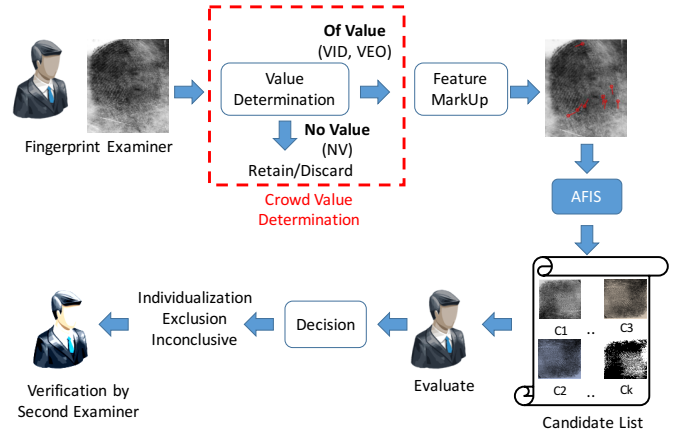 Fingerprint Examiner
Value
Determination
Of Value
(VID, VEO)
No Value
(NV)
Retain/Discard
Crowd Value
Determination
Feature
MarkUp
AFIS
C1 .. C3
C2 .. Ck
Candidate List
Evaluate
Decision
Individualization
Exclusion
Inconclusive
Verification by
Second Examiner